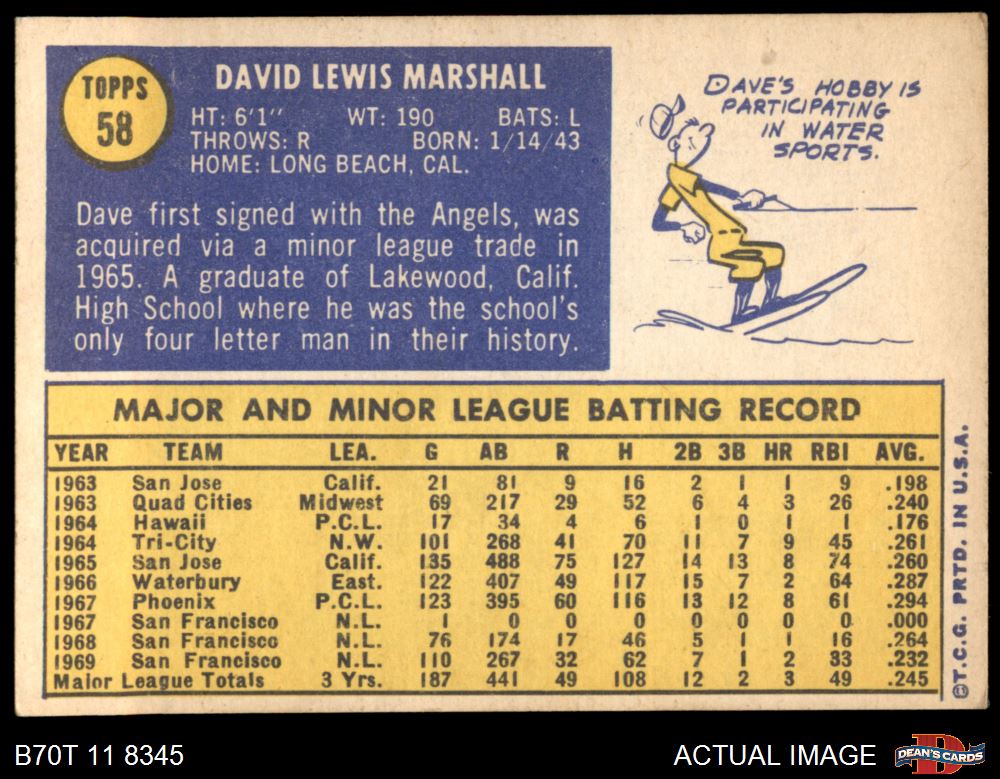 TOPPS
58
DAVID LEWIS MARSHALL
HT: 6'1" WT: 190 BATS: L
THROWS: R BORN: 1/14/43
HOME: LONG BEACH, CAL.
Dave first signed with the Angels, was
acquired via a minor league trade in
1965. A graduate of Lakewood, Calif.
High School where he was the school's
only four letter man in their history.
DAVE'S HOBBY IS
PARTICIPATING
IN WATER
SPORTS.
MAJOR AND MINOR LEAGUE BATTING RECORD
YEAR TEAM LEA. G AB R H 2B 3B HR RBI AVG.
1963 San Jose Calif. 21 81 9 16 2 1 1 9 .198
1963 Quad Cities Midwest 69 217 29 52 6 4 3 26 .240
1964 Hawaii P.C.L. 17 34 4 6 1 0 1 1 .176
1964 Tri-City N.W. 101 268 41 70 11 7 9 45 .261
1965 San Jose Calif. 135 488 75 127 14 13 8 74 .260
1966 Waterbury East. 122 407 49 117 15 7 2 64 .287
1967 Phoenix P.C.L. 123 395 60 116 13 12 8 61 .294
1967 San Francisco N.L. 1 0 0 0 0 0 0 0 .000
1968 San Francisco N.L. 76 174 17 46 5 1 1 16 .264
1969 San Francisco N.L. 110 267 32 62 7 1 2 33 .232
Major League Totals 3 Yrs. 187 441 49 108 12 2 3 49 .245
©T.C.G. PRTD. IN U.S.A.
B70T 11 8345
ACTUAL IMAGE
D
DEAN'S CARDS